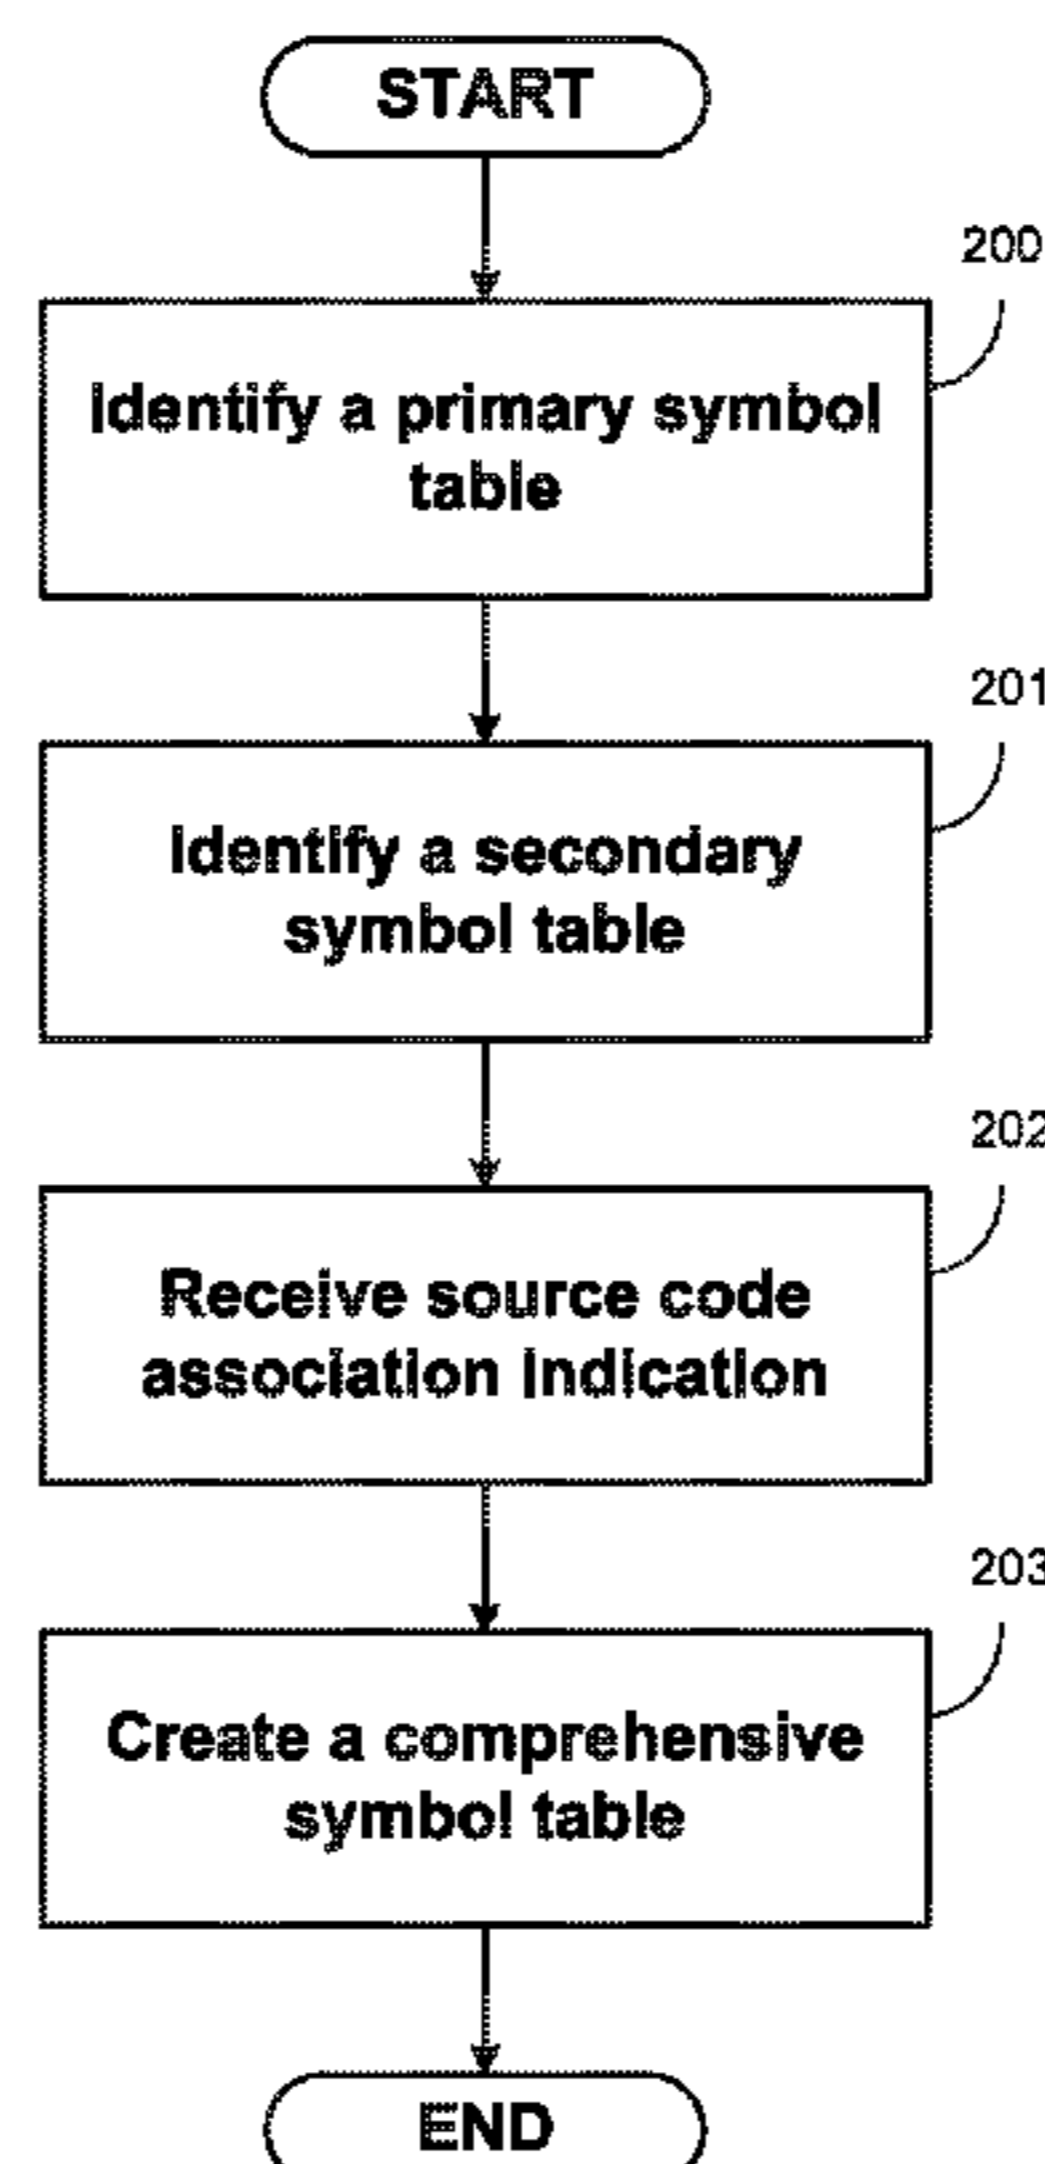 START
200
Identify a primary symbol
table
201
Identify a secondary
symbol table
202
Receive source code
association indication
203
Create a comprehensive
symbol table
END